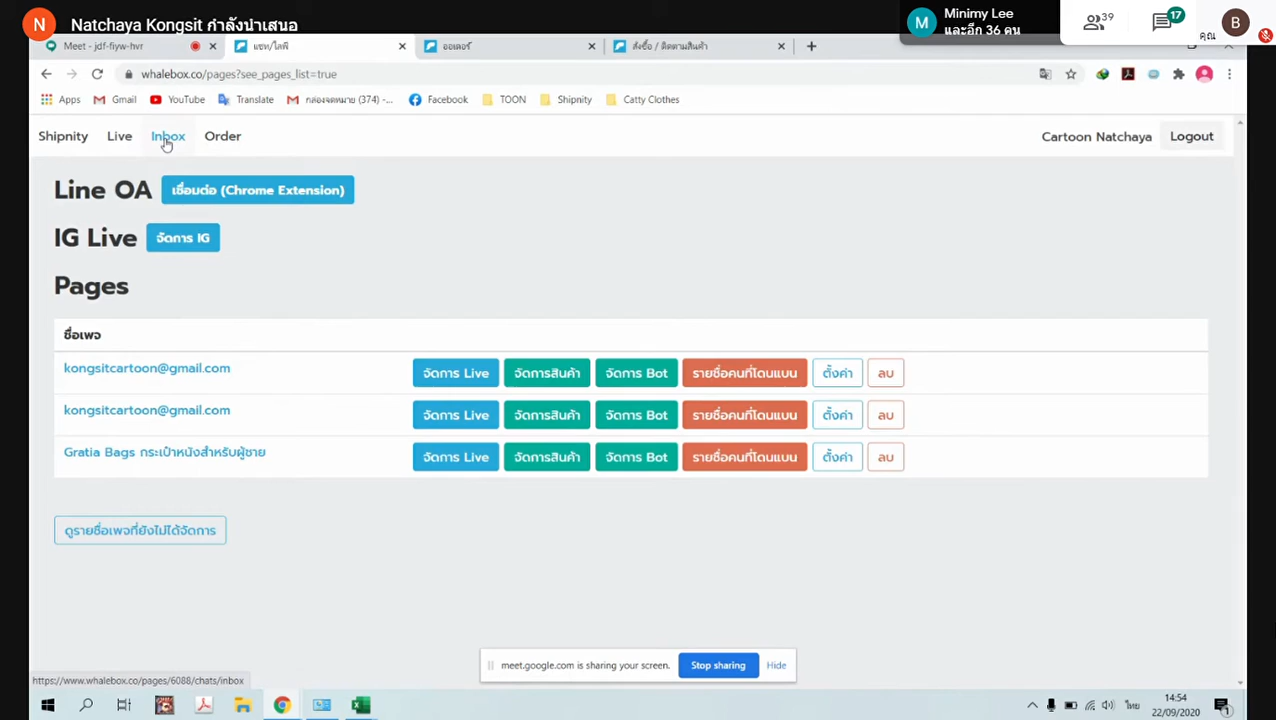 N Natchaya Kongsit กำลังนำเสนอ
M Minimy Lee
และอีก 36 คน
39
17
คุณ
B
Meet - jdf-fiyw-hvr
แชท/ไลฟ์
ออเดอร์
สั่งซื้อ / ติดตามสินค้า
whalebox.co/pages?see_pages_list=true
Apps
Gmail
YouTube
Translate
กล่องจดหมาย (374) -...
Facebook
TOON
Shipnity
Catty Clothes
Shipnity
Live
Inbox
Order
Cartoon Natchaya
Logout
Line OA เชื่อมต่อ (Chrome Extension)
IG Live จัดการ IG
Pages
ชื่อเพจ
kongsitcartoon@gmail.com จัดการ Live จัดการสินค้า จัดการ Bot รายชื่อคนที่โดนแบน ตั้งค่า ลบ
kongsitcartoon@gmail.com จัดการ Live จัดการสินค้า จัดการ Bot รายชื่อคนที่โดนแบน ตั้งค่า ลบ
Gratia Bags กระเป๋าหนังสำหรับผู้ชาย จัดการ Live จัดการสินค้า จัดการ Bot รายชื่อคนที่โดนแบน ตั้งค่า ลบ
ดูรายชื่อเพจที่ยังไม่ได้จัดการ
meet.google.com is sharing your screen. Stop sharing Hide
https://www.whalebox.co/pages/6088/chats/inbox
ไทย
14:54
22/09/2020
1